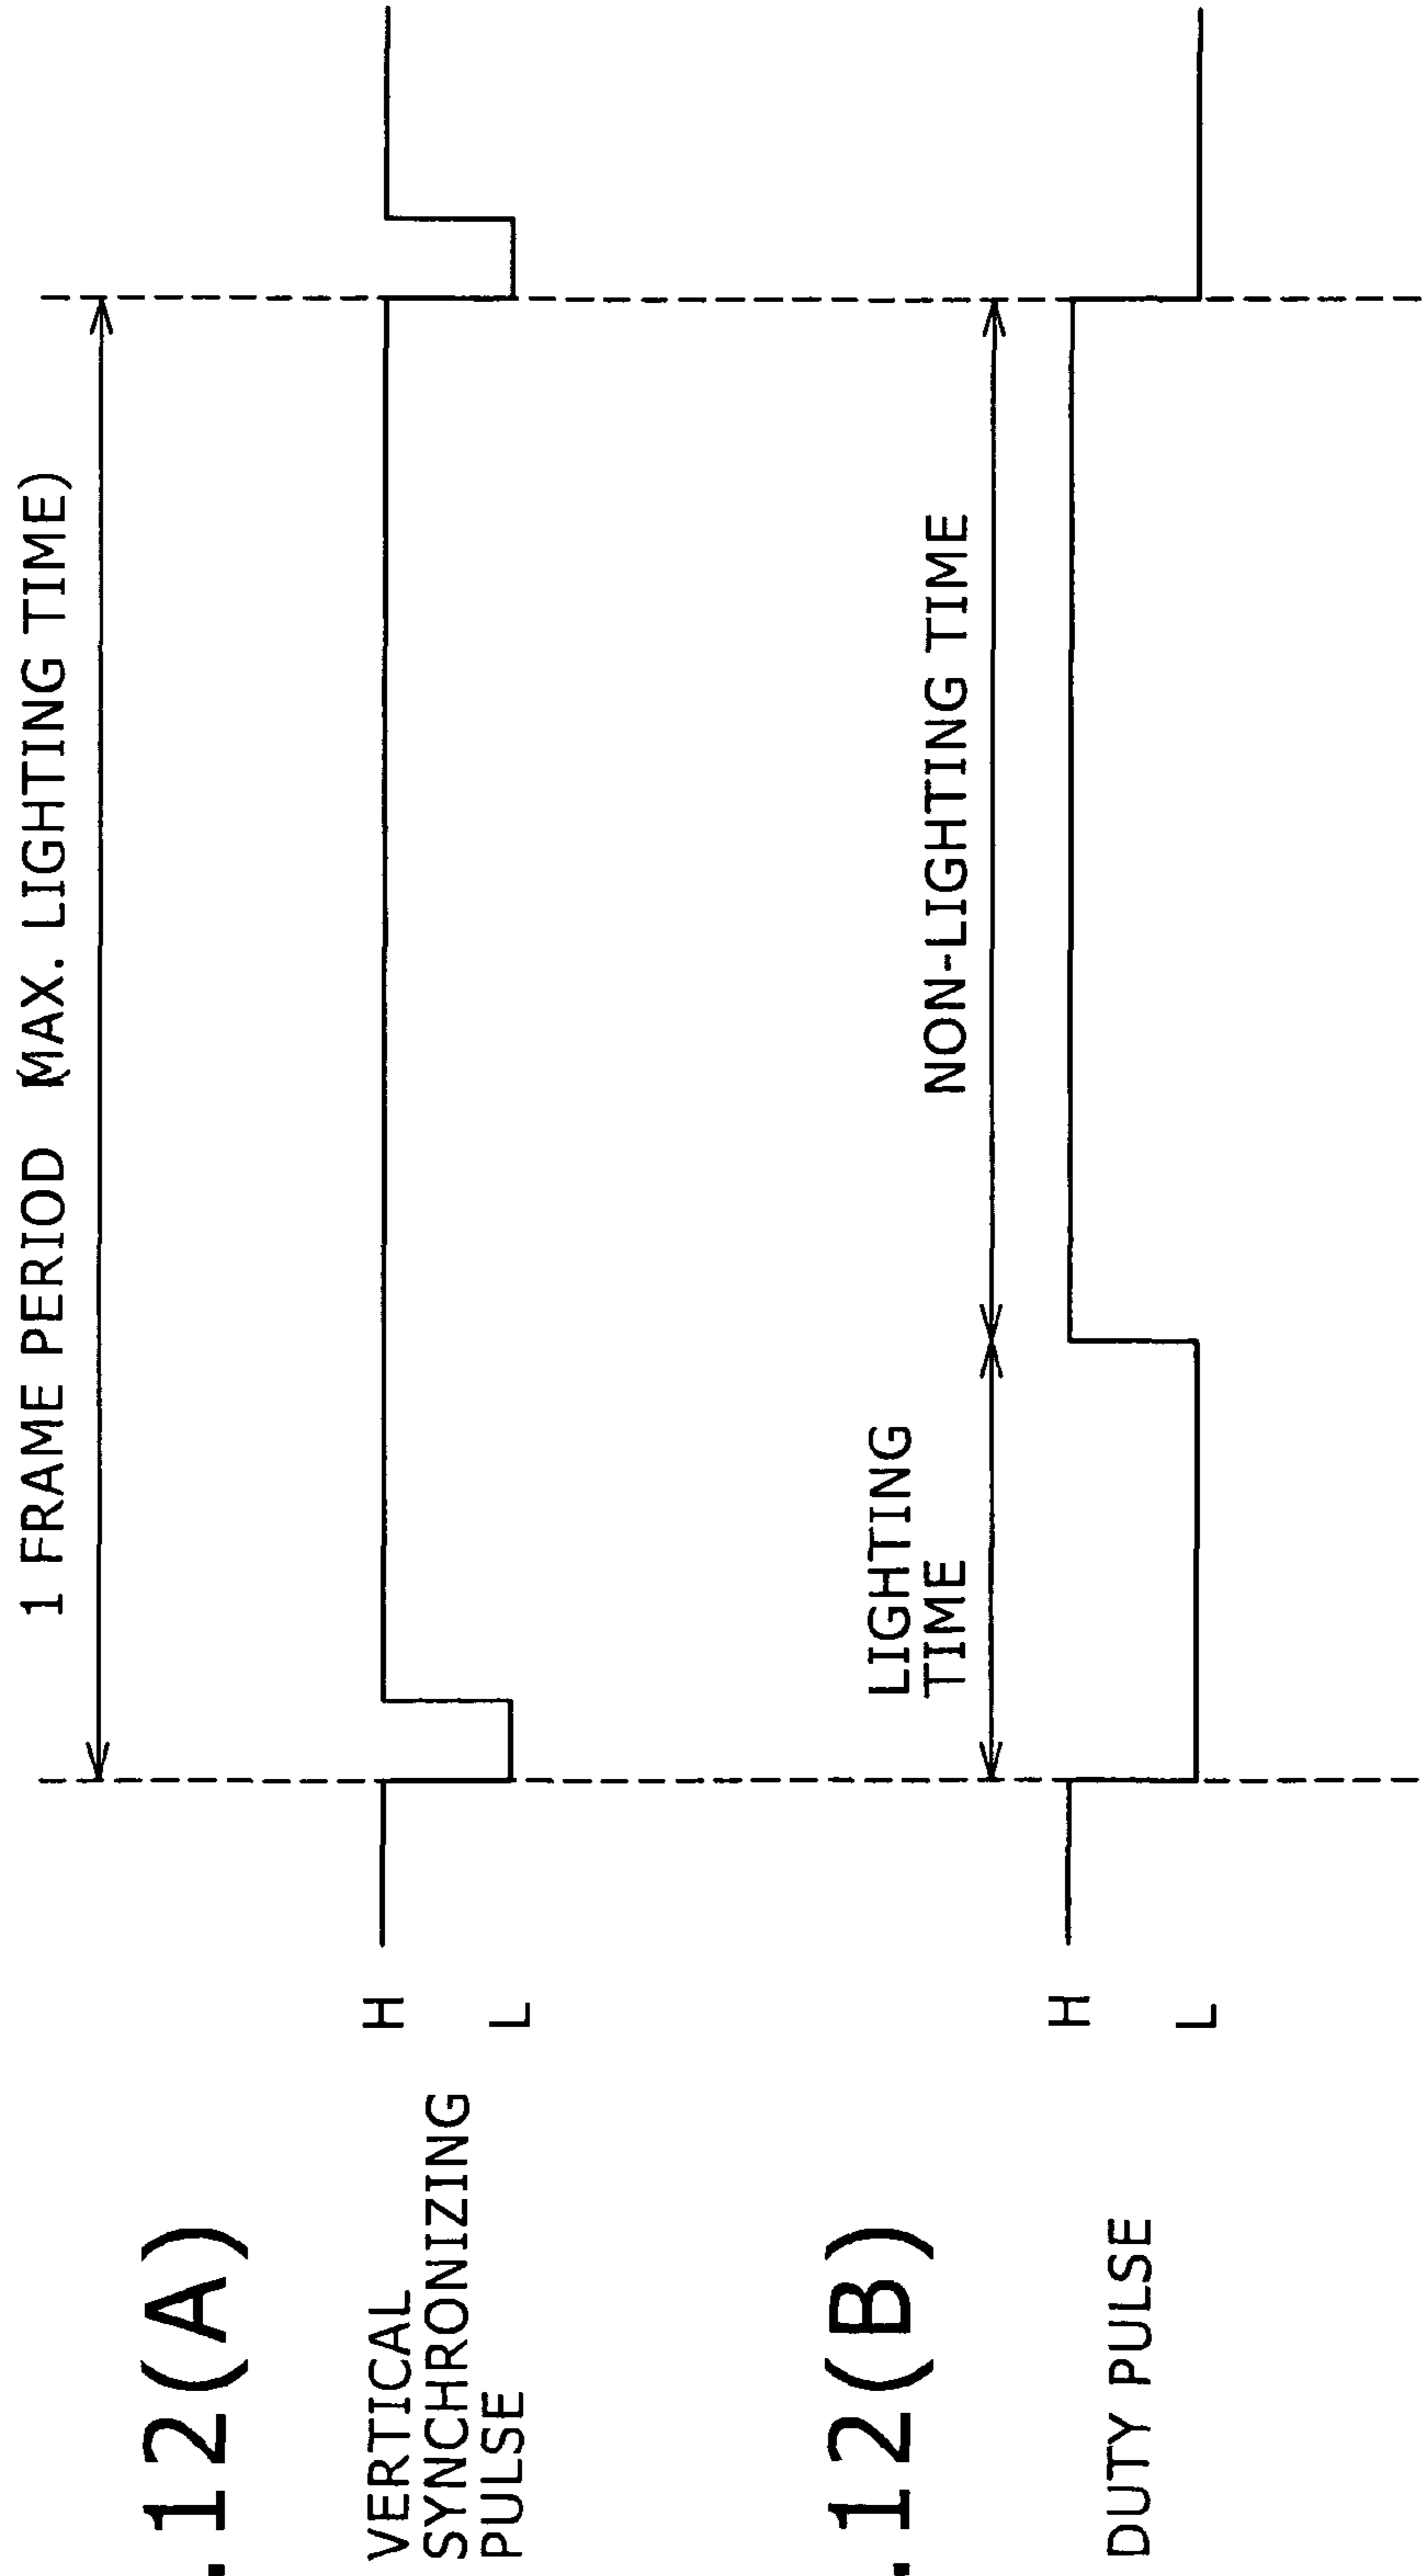 .12(A)
1 FRAME PERIOD (MAX. LIGHTING TIME)
VERTICAL
SYNCHRONIZING
PULSE
H
L
.12(B)
LIGHTING
TIME
NON-LIGHTING TIME
DUTY PULSE
H
L